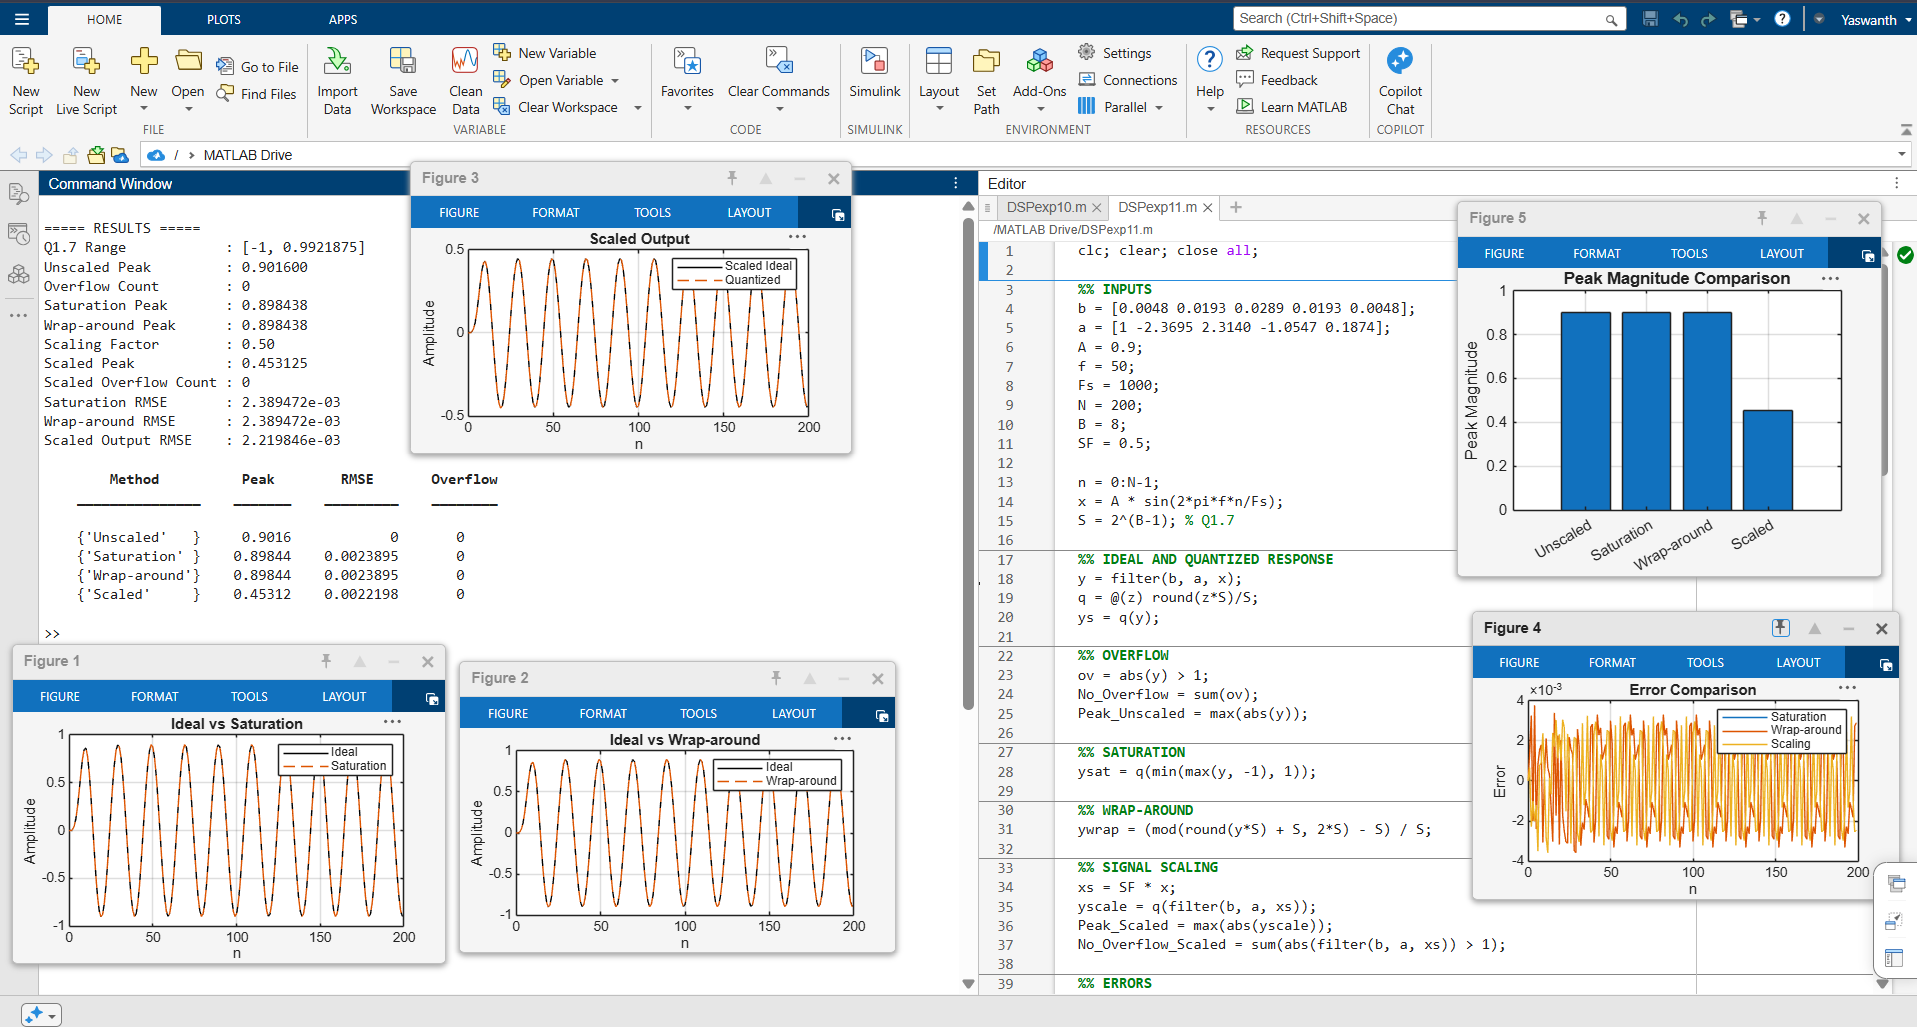 HOME PLOTS APPS Search (Ctrl+Shift+Space) Yaswanth
New Script
New Live Script
New
Open
Go to File
Find Files
FILE
Import Data
Save Workspace
Clean Data
New Variable
Open Variable
Clear Workspace
VARIABLE
Favorites
Clear Commands
CODE
Simulink
SIMULINK
Layout
Set Path
Add-Ons
Settings
Connections
Parallel
ENVIRONMENT
Help
Request Support
Feedback
Learn MATLAB
RESOURCES
Copilot Chat
COPILOT
/ › MATLAB Drive
Command Window
===== RESULTS =====
Q1.7 Range : [-1, 0.9921875]
Unscaled Peak : 0.901600
Overflow Count : 0
Saturation Peak : 0.898438
Wrap-around Peak : 0.898438
Scaling Factor : 0.50
Scaled Peak : 0.453125
Scaled Overflow Count : 0
Saturation RMSE : 2.389472e-03
Wrap-around RMSE : 2.389472e-03
Scaled Output RMSE : 2.219846e-03
Method Peak RMSE Overflow
{'Unscaled' } 0.9016 0 0
{'Saturation' } 0.89844 0.0023895 0
{'Wrap-around'} 0.89844 0.0023895 0
{'Scaled' } 0.45312 0.0022198 0
>>
Figure 3
FIGURE FORMAT TOOLS LAYOUT
Scaled Output
Scaled Ideal
Quantized
Amplitude
0.5
0
-0.5
0 50 100 150 200
n
Figure 1
FIGURE FORMAT TOOLS LAYOUT
Ideal vs Saturation
Ideal
Saturation
Amplitude
1
0.5
0
-0.5
-1
0 50 100 150 200
n
Figure 2
FIGURE FORMAT TOOLS LAYOUT
Ideal vs Wrap-around
Ideal
Wrap-around
Amplitude
1
0.5
0
-0.5
-1
0 50 100 150 200
n
Editor
DSPexp10.m DSPexp11.m
/MATLAB Drive/DSPexp11.m
1 clc; clear; close all;
2
3 %% INPUTS
4 b = [0.0048 0.0193 0.0289 0.0193 0.0048];
5 a = [1 -2.3695 2.3140 -1.0547 0.1874];
6 A = 0.9;
7 f = 50;
8 Fs = 1000;
9 N = 200;
10 B = 8;
11 SF = 0.5;
12
13 n = 0:N-1;
14 x = A * sin(2*pi*f*n/Fs);
15 S = 2^(B-1); % Q1.7
16
17 %% IDEAL AND QUANTIZED RESPONSE
18 y = filter(b, a, x);
19 q = @(z) round(z*S)/S;
20 ys = q(y);
21
22 %% OVERFLOW
23 ov = abs(y) > 1;
24 No_Overflow = sum(ov);
25 Peak_Unscaled = max(abs(y));
26
27 %% SATURATION
28 ysat = q(min(max(y, -1), 1));
29
30 %% WRAP-AROUND
31 ywrap = (mod(round(y*S) + S, 2*S) - S) / S;
32
33 %% SIGNAL SCALING
34 xs = SF * x;
35 yscale = q(filter(b, a, xs));
36 Peak_Scaled = max(abs(yscale));
37 No_Overflow_Scaled = sum(abs(filter(b, a, xs)) > 1);
38
39 %% ERRORS
Figure 5
FIGURE FORMAT TOOLS LAYOUT
Peak Magnitude Comparison
Peak Magnitude
1
0.8
0.6
0.4
0.2
0
Unscaled Saturation Wrap-around Scaled
Figure 4
FIGURE FORMAT TOOLS LAYOUT
×10-3
Error Comparison
Saturation
Wrap-around
Scaling
Error
4
2
0
-2
-4
0 50 100 150 200
n